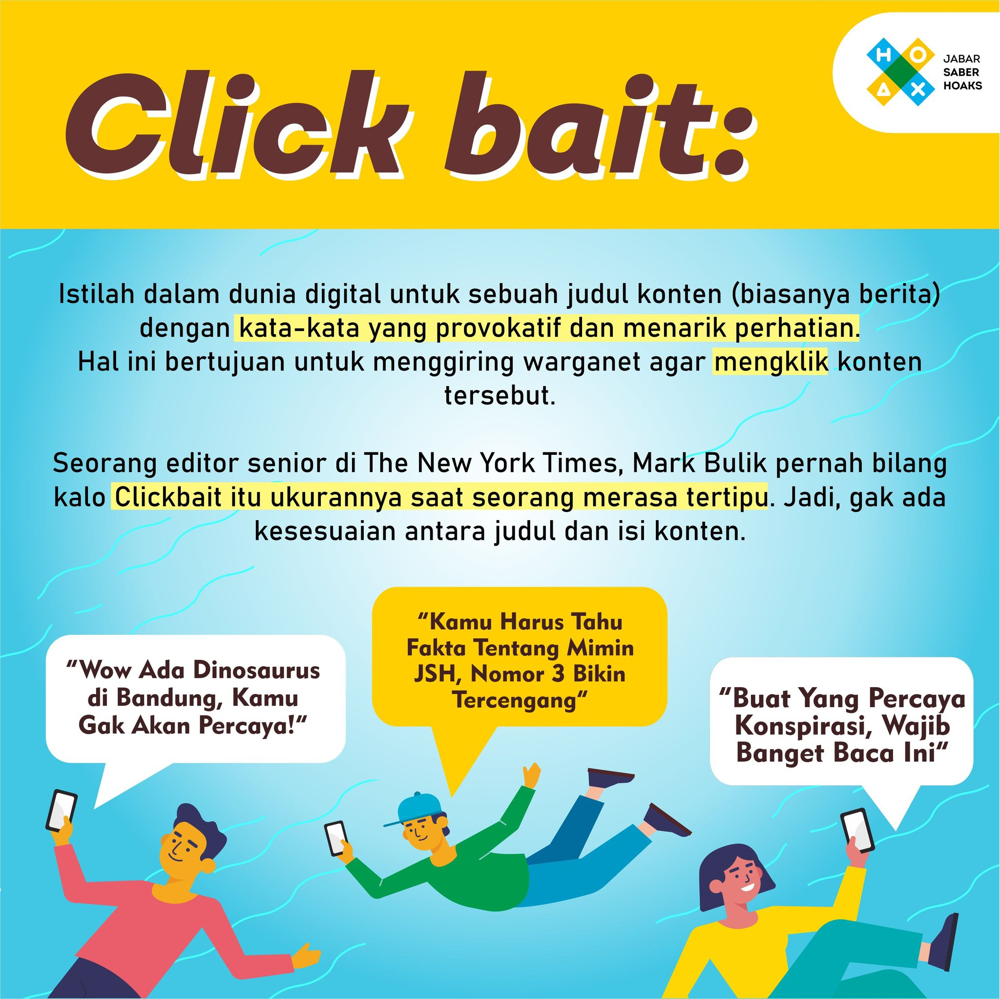 Click bait:
H O
A X
JABAR
SABER
HOAKS
Istilah dalam dunia digital untuk sebuah judul konten (biasanya berita)
dengan kata-kata yang provokatif dan menarik perhatian.
Hal ini bertujuan untuk menggiring warganet agar mengklik konten
tersebut.
Seorang editor senior di The New York Times, Mark Bulik pernah bilang
kalo Clickbait itu ukurannya saat seorang merasa tertipu. Jadi, gak ada
kesesuaian antara judul dan isi konten.
“Wow Ada Dinosaurus
di Bandung, Kamu
Gak Akan Percaya!“
“Kamu Harus Tahu
Fakta Tentang Mimin
JSH, Nomor 3 Bikin
Tercengang“
“Buat Yang Percaya
Konspirasi, Wajib
Banget Baca Ini“